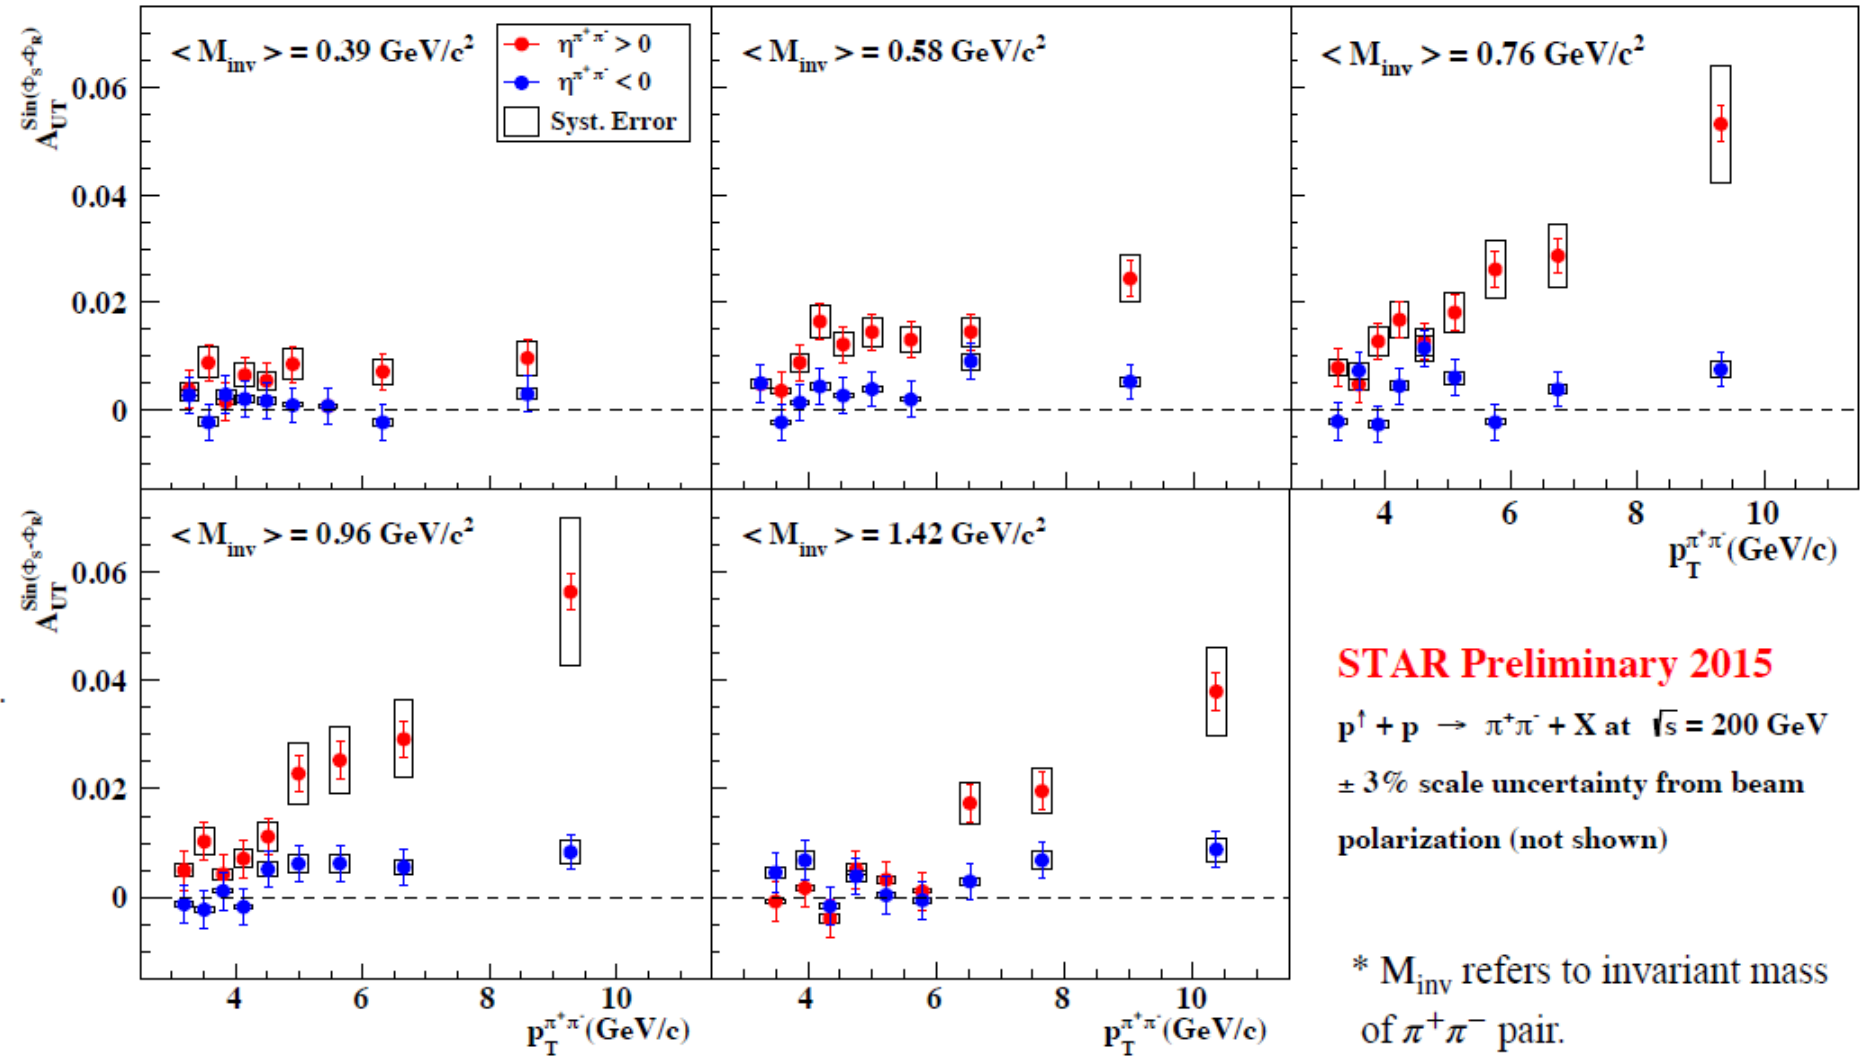 < M_inv > = 0.39 GeV/c²
η^π⁺π⁻ > 0
η^π⁺π⁻ < 0
Syst. Error
< M_inv > = 0.58 GeV/c²
< M_inv > = 0.76 GeV/c²
A_UT^Sin(Φ_S-Φ_R)
0.06
0.04
0.02
0
4 6 8 10
p_T^π⁺π⁻(GeV/c)
< M_inv > = 0.96 GeV/c²
< M_inv > = 1.42 GeV/c²
A_UT^Sin(Φ_S-Φ_R)
0.06
0.04
0.02
0
4 6 8 10
p_T^π⁺π⁻(GeV/c)
4 6 8 10
p_T^π⁺π⁻(GeV/c)
STAR Preliminary 2015
p^↑ + p → π⁺π⁻ + X at √s = 200 GeV
± 3% scale uncertainty from beam
polarization (not shown)
* M_inv refers to invariant mass
of π⁺π⁻ pair.